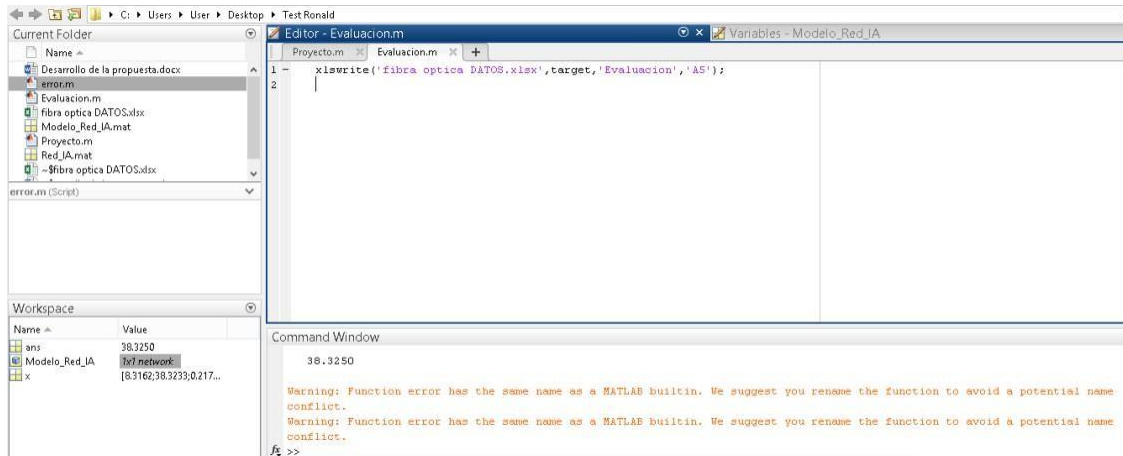 C: ▸ Users ▸ User ▸ Desktop ▸ Test Ronald
Current Folder
Name
Desarrollo de la propuesta.docx
error.m
Evaluacion.m
fibra optica DATOS.xlsx
Modelo_Red_IA.mat
Proyecto.m
Red_IA.mat
~$fibra optica DATOS.xlsx
error.m (Script)
Workspace
Name Value
ans 38.3250
Modelo_Red_IA 1x1 network
x [8.3162;38.3233;0.217...
Editor - Evaluacion.m
Variables - Modelo_Red_IA
Proyecto.m Evaluacion.m +
1 - xlswrite('fibra optica DATOS.xlsx',target,'Evaluacion','A5');
2
Command Window
38.3250
Warning: Function error has the same name as a MATLAB builtin. We suggest you rename the function to avoid a potential name
conflict.
Warning: Function error has the same name as a MATLAB builtin. We suggest you rename the function to avoid a potential name
conflict.
fx >>